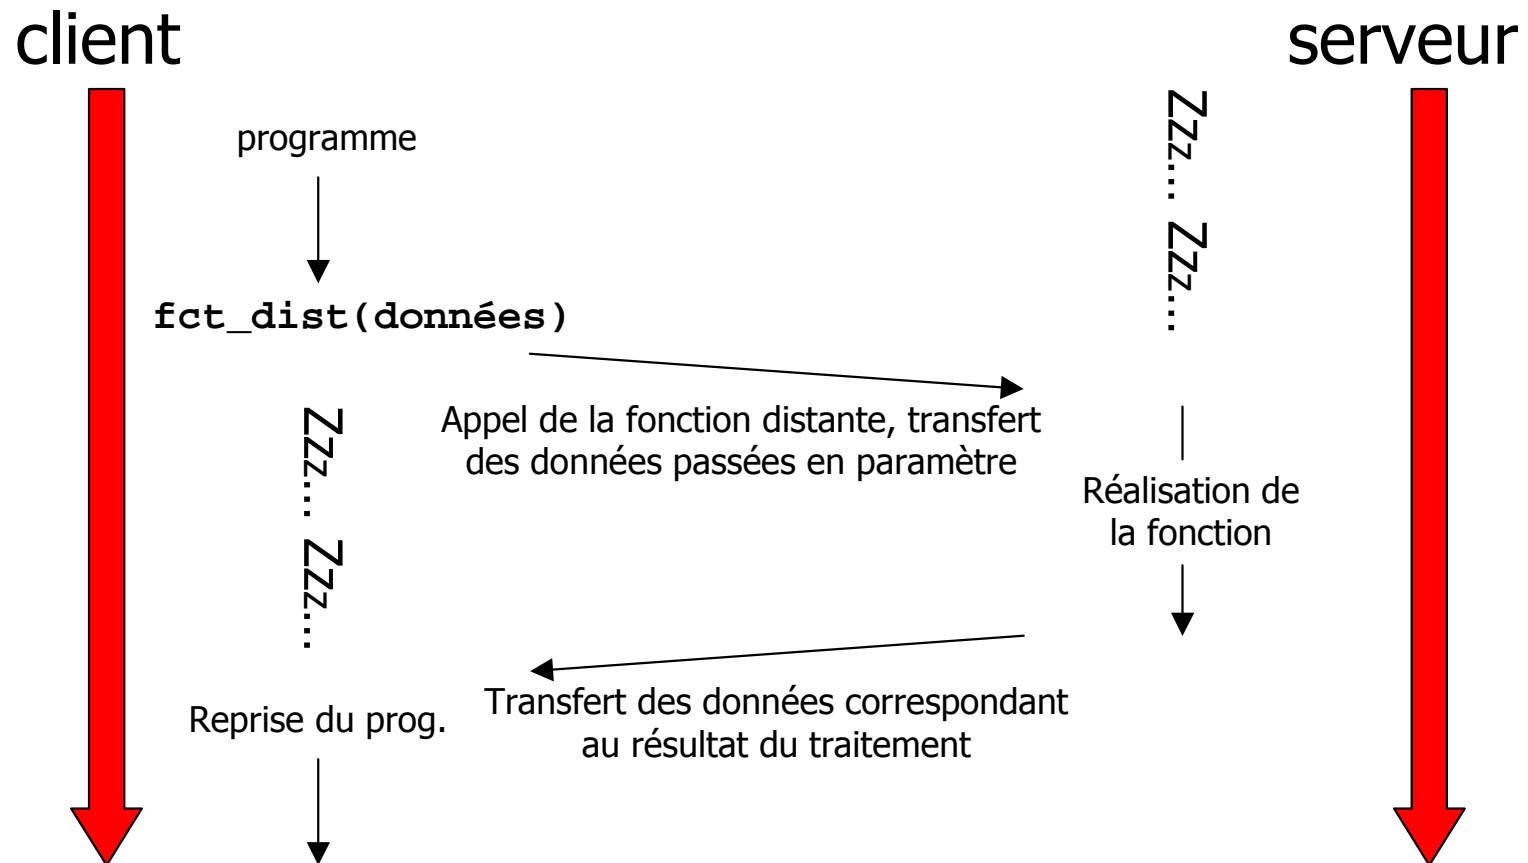 client
serveur
programme
Zzz... Zzz...
fct_dist(données)
Appel de la fonction distante, transfert
des données passées en paramètre
Zzz... Zzz...
Réalisation de
la fonction
Transfert des données correspondant
au résultat du traitement
Reprise du prog.